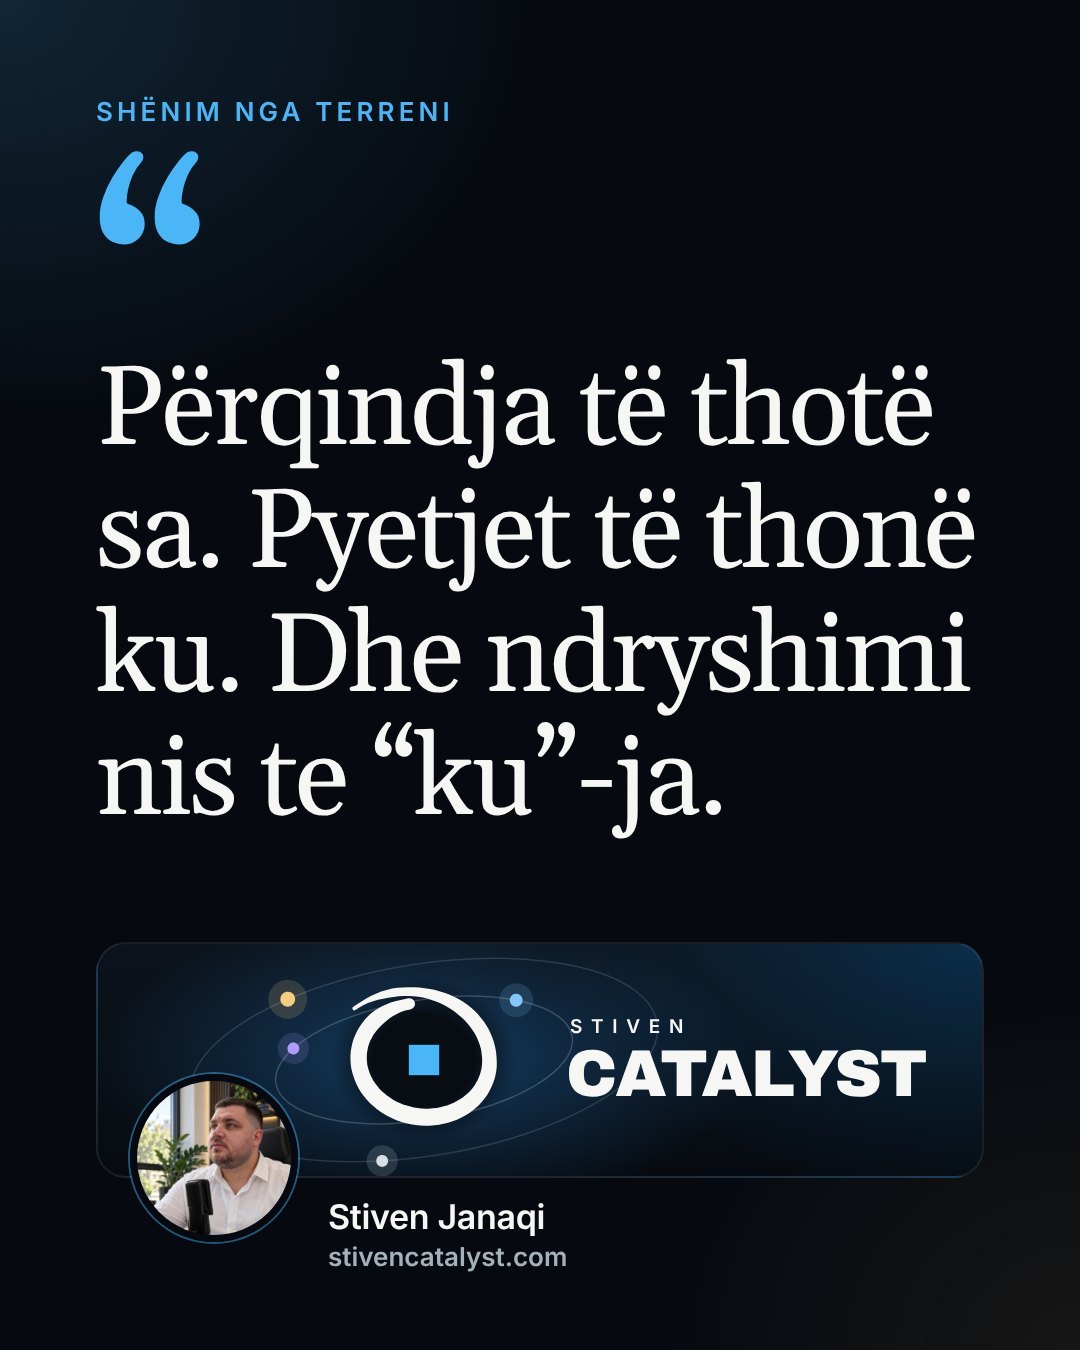 SHËNIM NGA TERRENI
“
Përqindja të thotë
sa. Pyetjet të thonë
ku. Dhe ndryshimi
nis te “ku”-ja.
STIVEN
CATALYST
Stiven Janaqi
stivencatalyst.com